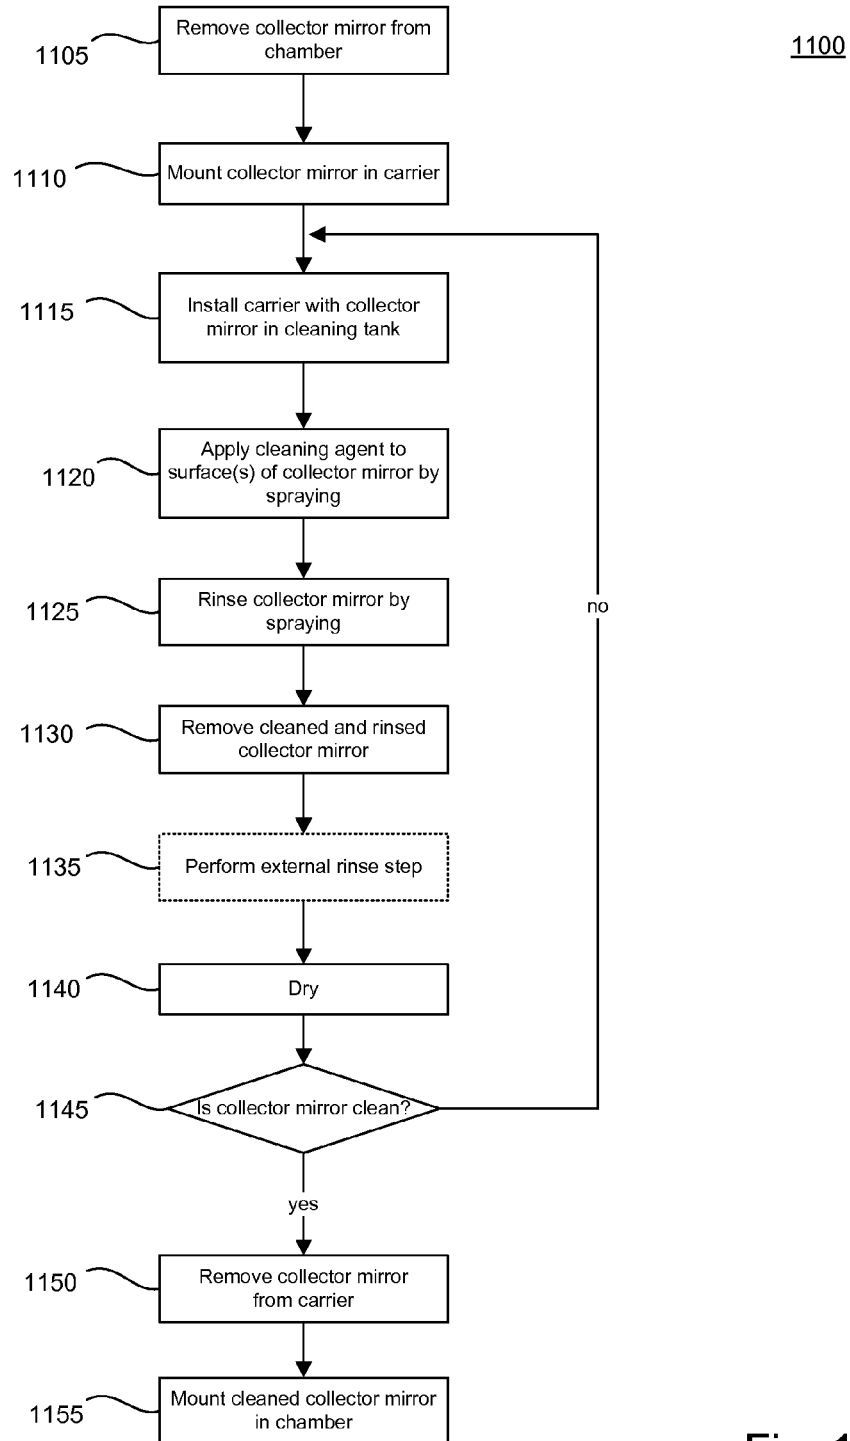 Remove collector mirror from
chamber
1105
1100
Mount collector mirror in carrier
1110
Install carrier with collector
mirror in cleaning tank
1115
Apply cleaning agent to
surface(s) of collector mirror by
spraying
1120
Rinse collector mirror by
spraying
1125
no
Remove cleaned and rinsed
collector mirror
1130
Perform external rinse step
1135
Dry
1140
Is collector mirror clean?
1145
yes
Remove collector mirror
from carrier
1150
Mount cleaned collector mirror
in chamber
1155